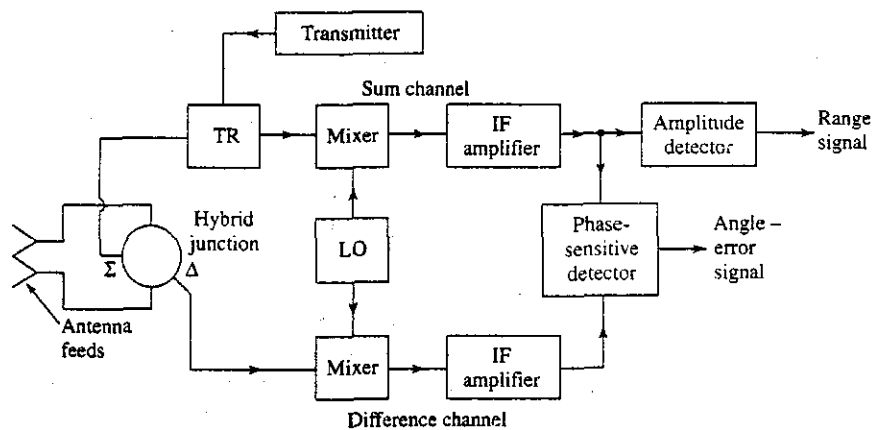 Transmitter
Sum channel
TR
Mixer
IF
amplifier
Amplitude
detector
Range
signal
Hybrid
junction
Σ
Δ
LO
Phase-
sensitive
detector
Angle –
error
signal
Antenna
feeds
Mixer
IF
amplifier
Difference channel